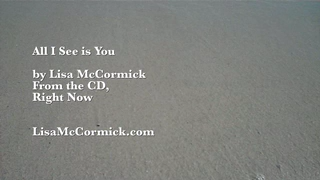 All I See is You
by Lisa McCormick
From the CD,
Right Now
LisaMcCormick.com